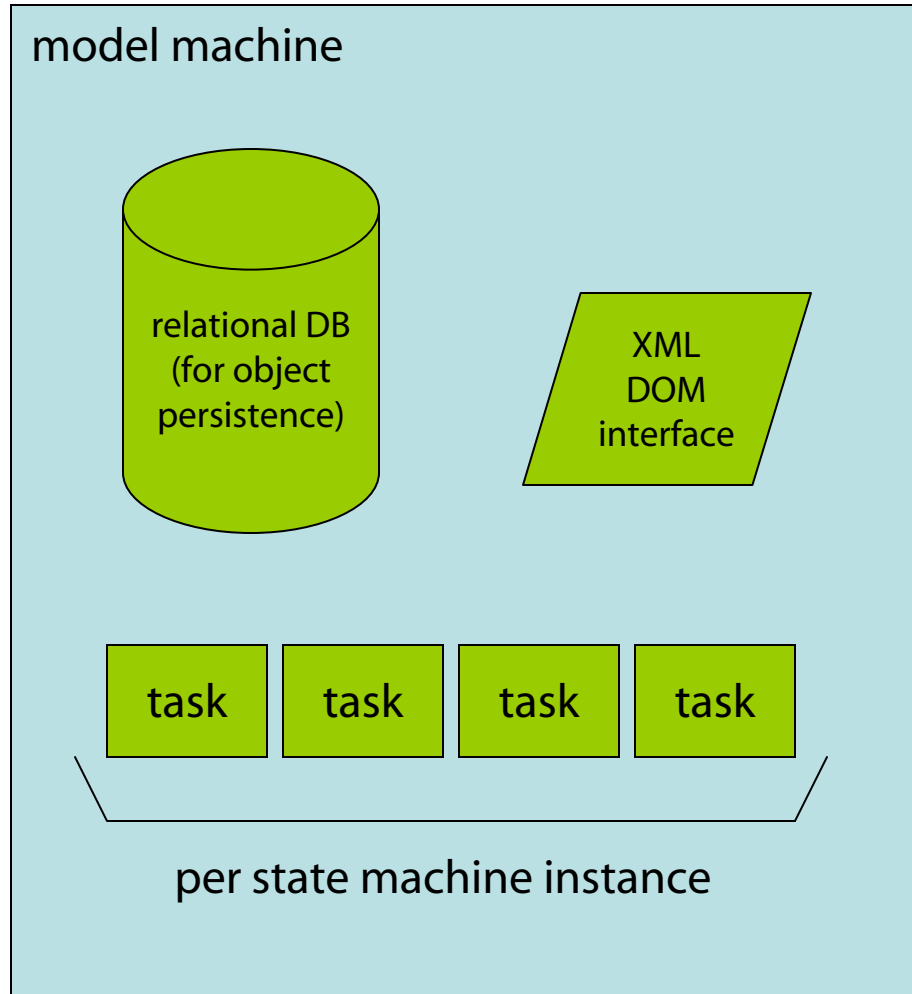 model machine
relational DB
(for object
persistence)
XML
DOM
interface
task
task
task
task
per state machine instance